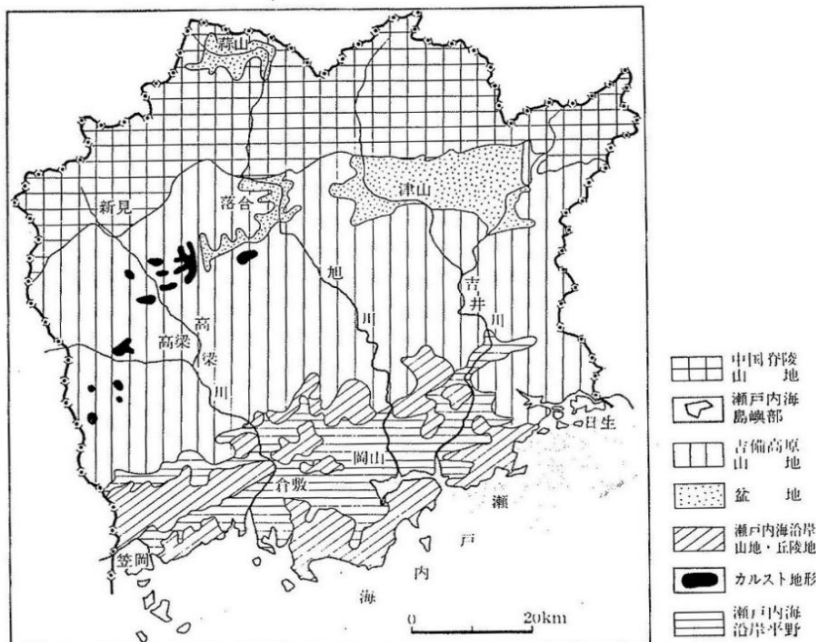 蒜山
新見
落合
津山
旭川
吉井川
高梁
高梁川
日生
岡山
倉敷
笠岡
瀬戸内海
0 20km
中国脊陵
山地
瀬戸内海
島嶼部
吉備高原
山地
盆地
瀬戸内海沿岸
山地・丘陵地
カルスト地形
瀬戸内海
沿岸平野